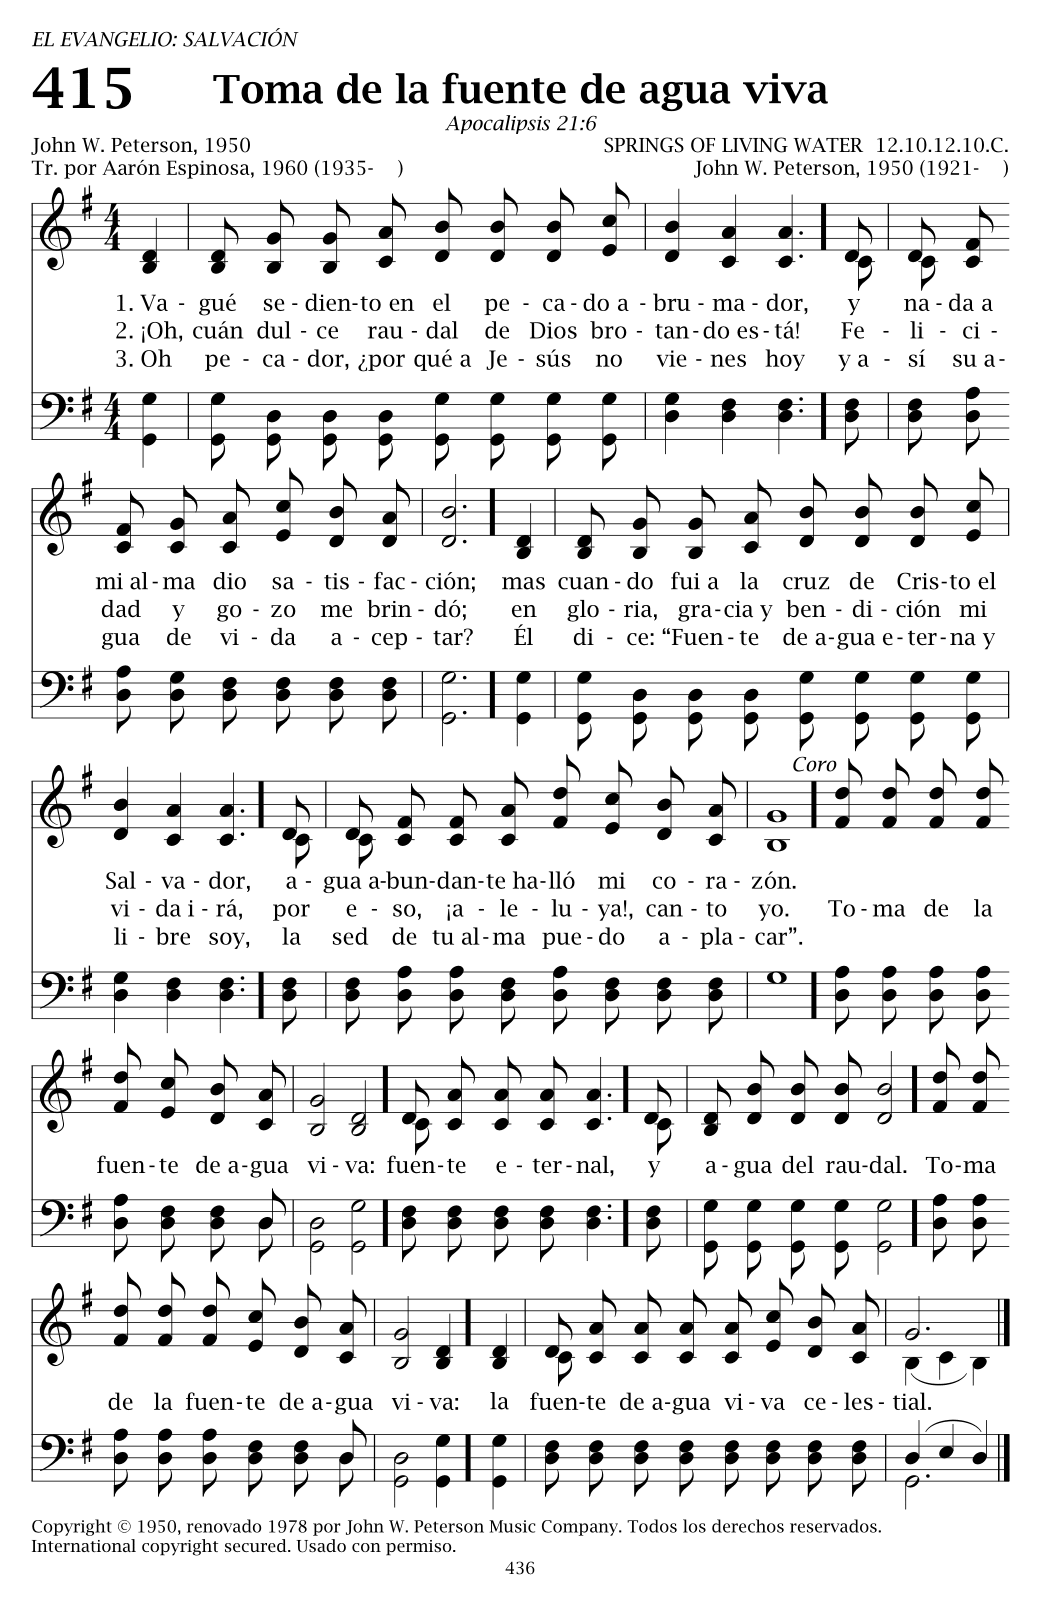 EL EVANGELIO: SALVACIÓN
415 Toma de la fuente de agua viva
Apocalipsis 21:6
John W. Peterson, 1950 SPRINGS OF LIVING WATER 12.10.12.10.C.
Tr. por Aarón Espinosa, 1960 (1935- ) John W. Peterson, 1950 (1921- )
1. Va - gué se - dien-to en el pe - ca - do a - bru - ma - dor, y na - da a
2. ¡Oh, cuán dul - ce rau - dal de Dios bro - tan - do es - tá! Fe - li - ci -
3. Oh pe - ca - dor, ¿por qué a Je - sús no vie - nes hoy y a - sí su a-
mi al - ma dio sa - tis - fac - ción; mas cuan - do fui a la cruz de Cris - to el
dad y go - zo me brin - dó; en glo - ria, gra - cia y ben - di - ción mi
gua de vi - da a - cep - tar? Él di - ce: “Fuen - te de a - gua e - ter - na y
Coro
Sal - va - dor, a - gua a-bun-dan-te ha-lló mi co - ra - zón.
vi - da i - rá, por e - so, ¡a - le - lu - ya!, can - to yo. To - ma de la
li - bre soy, la sed de tu al - ma pue - do a - pla - car”.
fuen - te de a - gua vi - va: fuen - te e - ter - nal, y a - gua del rau - dal. To - ma
de la fuen - te de a - gua vi - va: la fuen - te de a - gua vi - va ce - les - tial.
Copyright © 1950, renovado 1978 por John W. Peterson Music Company. Todos los derechos reservados.
International copyright secured. Usado con permiso.
436